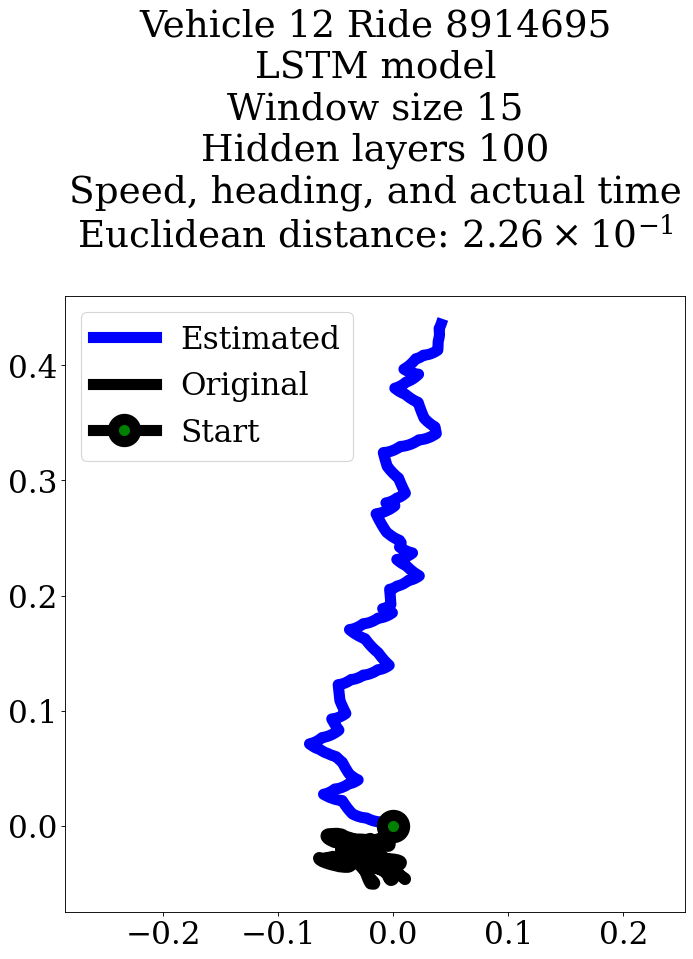 Vehicle 12 Ride 8914695
LSTM model
Window size 15
Hidden layers 100
Speed, heading, and actual time
Euclidean distance: 2.26 × 10⁻¹
Estimated
Original
Start
0.4
0.3
0.2
0.1
0.0
−0.2 −0.1 0.0 0.1 0.2